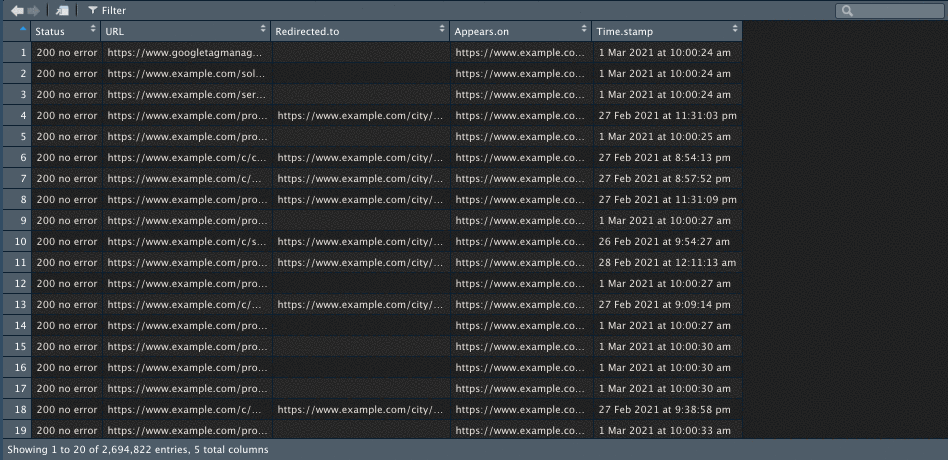 Filter
Status URL Redirected.to Appears.on Time.stamp
1 200 no error https://www.googletagmanag... https://www.example.co... 1 Mar 2021 at 10:00:24 am
2 200 no error https://www.example.com/sol... https://www.example.co... 1 Mar 2021 at 10:00:24 am
3 200 no error https://www.example.com/ser... https://www.example.co... 1 Mar 2021 at 10:00:24 am
4 200 no error https://www.example.com/pro... https://www.example.com/city/... https://www.example.co... 27 Feb 2021 at 11:31:03 pm
5 200 no error https://www.example.com/pro... https://www.example.co... 1 Mar 2021 at 10:00:25 am
6 200 no error https://www.example.com/c/c... https://www.example.com/city/... https://www.example.co... 27 Feb 2021 at 8:54:13 pm
7 200 no error https://www.example.com/c/... https://www.example.com/city/... https://www.example.co... 27 Feb 2021 at 8:57:52 pm
8 200 no error https://www.example.com/pro... https://www.example.com/city/... https://www.example.co... 27 Feb 2021 at 11:31:09 pm
9 200 no error https://www.example.com/pro... https://www.example.co... 1 Mar 2021 at 10:00:27 am
10 200 no error https://www.example.com/c/s... https://www.example.com/city/... https://www.example.co... 26 Feb 2021 at 9:54:27 am
11 200 no error https://www.example.com/pro... https://www.example.com/city/... https://www.example.co... 28 Feb 2021 at 12:11:13 am
12 200 no error https://www.example.com/pro... https://www.example.co... 1 Mar 2021 at 10:00:27 am
13 200 no error https://www.example.com/c/... https://www.example.com/city/... https://www.example.co... 27 Feb 2021 at 9:09:14 pm
14 200 no error https://www.example.com/pro... https://www.example.co... 1 Mar 2021 at 10:00:27 am
15 200 no error https://www.example.com/pro... https://www.example.co... 1 Mar 2021 at 10:00:30 am
16 200 no error https://www.example.com/pro... https://www.example.co... 1 Mar 2021 at 10:00:30 am
17 200 no error https://www.example.com/pro... https://www.example.co... 1 Mar 2021 at 10:00:30 am
18 200 no error https://www.example.com/c/... https://www.example.com/city/... https://www.example.co... 27 Feb 2021 at 9:38:58 pm
19 200 no error https://www.example.com/pro... https://www.example.co... 1 Mar 2021 at 10:00:33 am
Showing 1 to 20 of 2,694,822 entries, 5 total columns